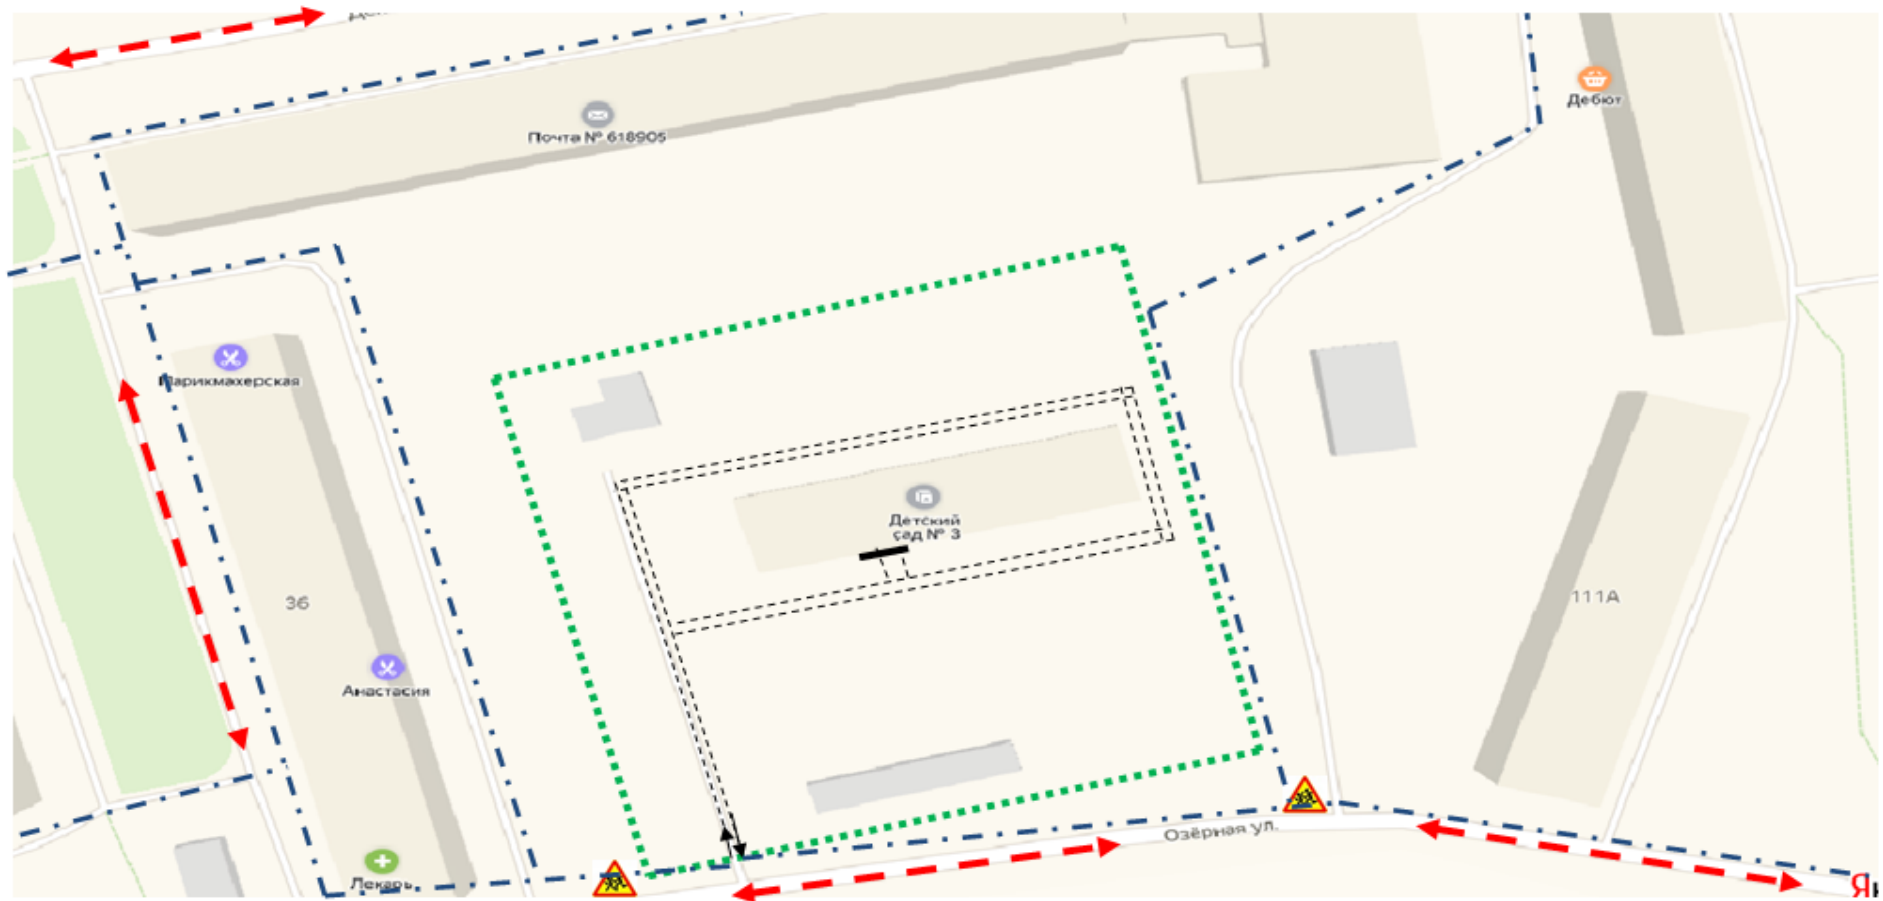 Дебют
Почта № 618905
Парикмахерская
Детский
сад № 3
36
111А
Анастасия
Озёрная ул.
Лекарь